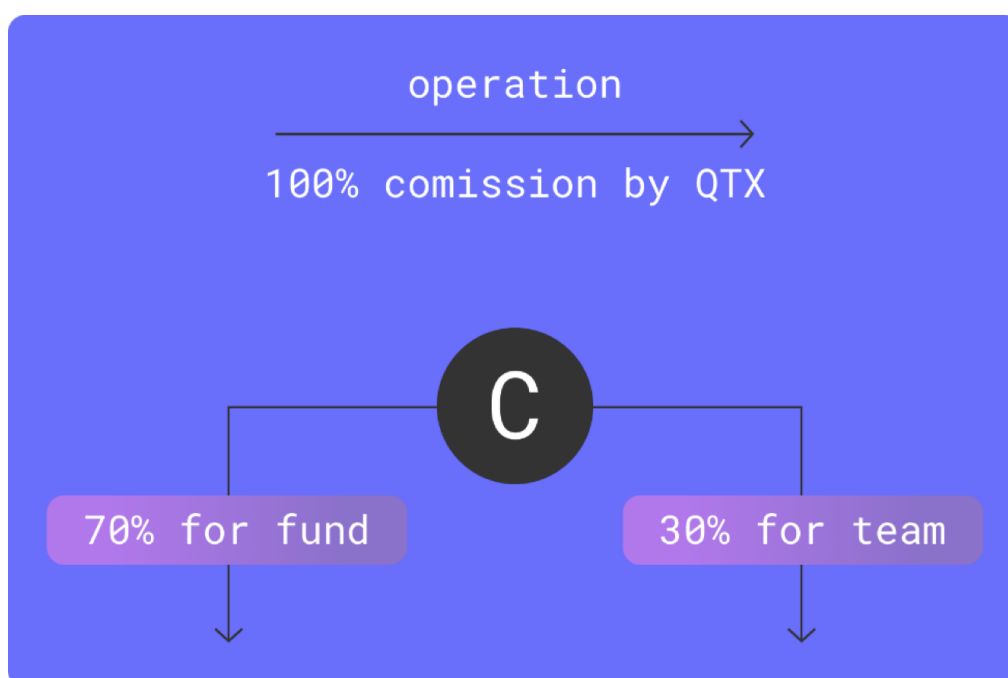 operation
100% comission by QTX
C
70% for fund
30% for team